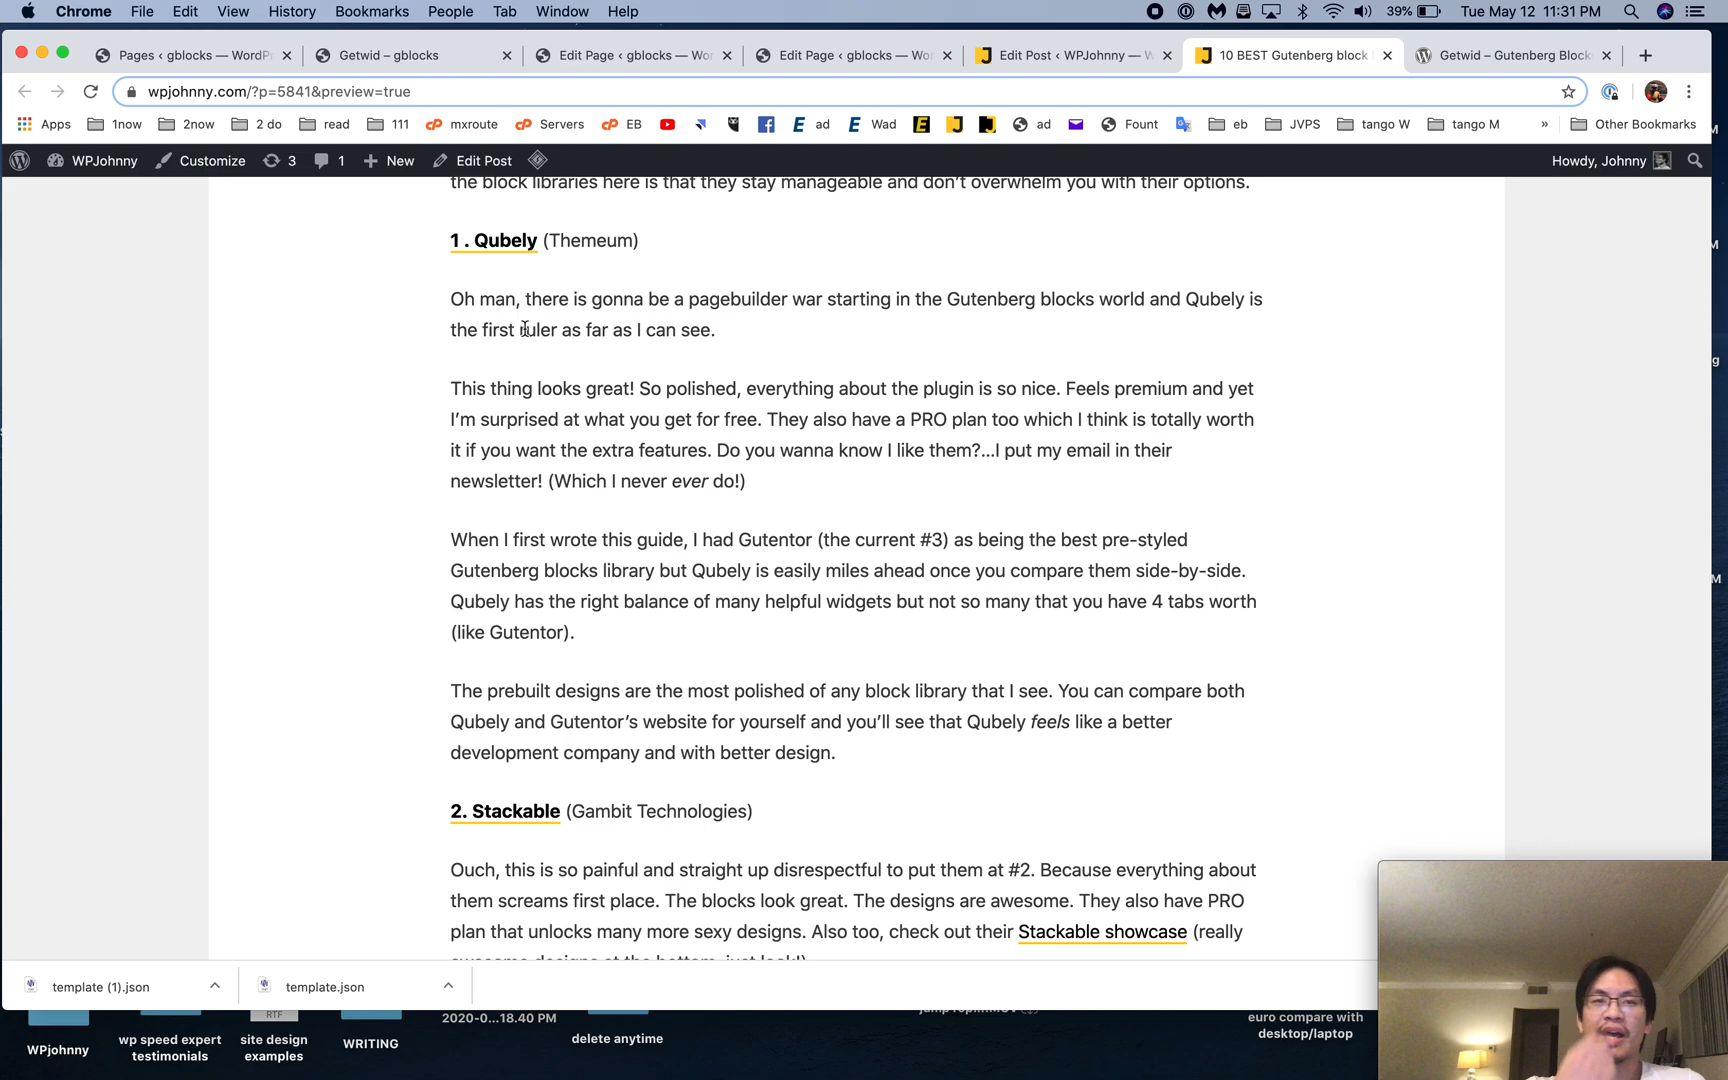 Chrome File Edit View History Bookmarks People Tab Window Help 39% Tue May 12 11:31 PM
Pages ‹ gblocks — WordPr
Getwid – gblocks
Edit Page ‹ gblocks — Wor
Edit Page ‹ gblocks — Wor
Edit Post ‹ WPJohnny — W
10 BEST Gutenberg block
Getwid – Gutenberg Block
wpjohnny.com/?p=5841&preview=true
Apps 1now 2now 2 do read 111 mxroute Servers EB ad Wad ad Fount eb JVPS tango W tango M » Other Bookmarks
WPJohnny Customize 3 1 New Edit Post Howdy, Johnny
the block libraries here is that they stay manageable and don't overwhelm you with their options.
1 . Qubely (Themeum)
Oh man, there is gonna be a pagebuilder war starting in the Gutenberg blocks world and Qubely is
the first ruler as far as I can see.
This thing looks great! So polished, everything about the plugin is so nice. Feels premium and yet
I'm surprised at what you get for free. They also have a PRO plan too which I think is totally worth
it if you want the extra features. Do you wanna know I like them?...I put my email in their
newsletter! (Which I never ever do!)
When I first wrote this guide, I had Gutentor (the current #3) as being the best pre-styled
Gutenberg blocks library but Qubely is easily miles ahead once you compare them side-by-side.
Qubely has the right balance of many helpful widgets but not so many that you have 4 tabs worth
(like Gutentor).
The prebuilt designs are the most polished of any block library that I see. You can compare both
Qubely and Gutentor's website for yourself and you'll see that Qubely feels like a better
development company and with better design.
2. Stackable (Gambit Technologies)
Ouch, this is so painful and straight up disrespectful to put them at #2. Because everything about
them screams first place. The blocks look great. The designs are awesome. They also have PRO
plan that unlocks many more sexy designs. Also too, check out their Stackable showcase (really
awesome designs at the bottom, just look!)
template (1).json
template.json
WPjohnny
wp speed expert
testimonials
RTF
site design
examples
WRITING
2020-0...18.40 PM
delete anytime
euro compare with
desktop/laptop